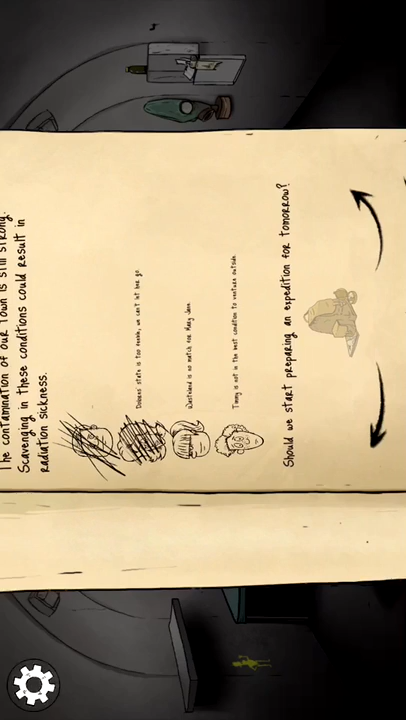 The contamination of our town is still strong.
Scavenging in these conditions could result in
radiation sickness.
Dolores state is too feeble, we can't let her go
Wasteland is no match for Mary Jane
Timmy is not in the best condition to venture outside
Should we start preparing an expedition for tomorrow?